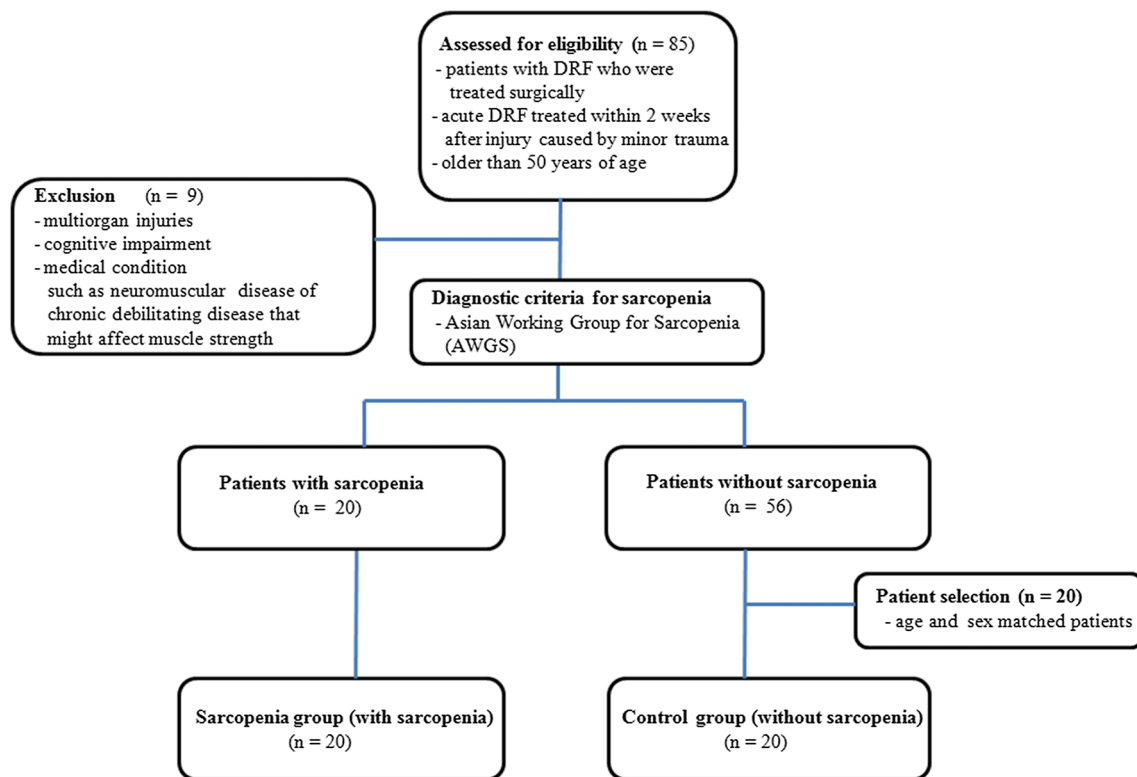 Assessed for eligibility (n = 85)
- patients with DRF who were
treated surgically
- acute DRF treated within 2 weeks
after injury caused by minor trauma
- older than 50 years of age
Exclusion (n = 9)
- multiorgan injuries
- cognitive impairment
- medical condition
such as neuromuscular disease of
chronic debilitating disease that
might affect muscle strength
Diagnostic criteria for sarcopenia
- Asian Working Group for Sarcopenia
(AWGS)
Patients with sarcopenia
(n = 20)
Patients without sarcopenia
(n = 56)
Patient selection (n = 20)
- age and sex matched patients
Sarcopenia group (with sarcopenia)
(n = 20)
Control group (without sarcopenia)
(n = 20)